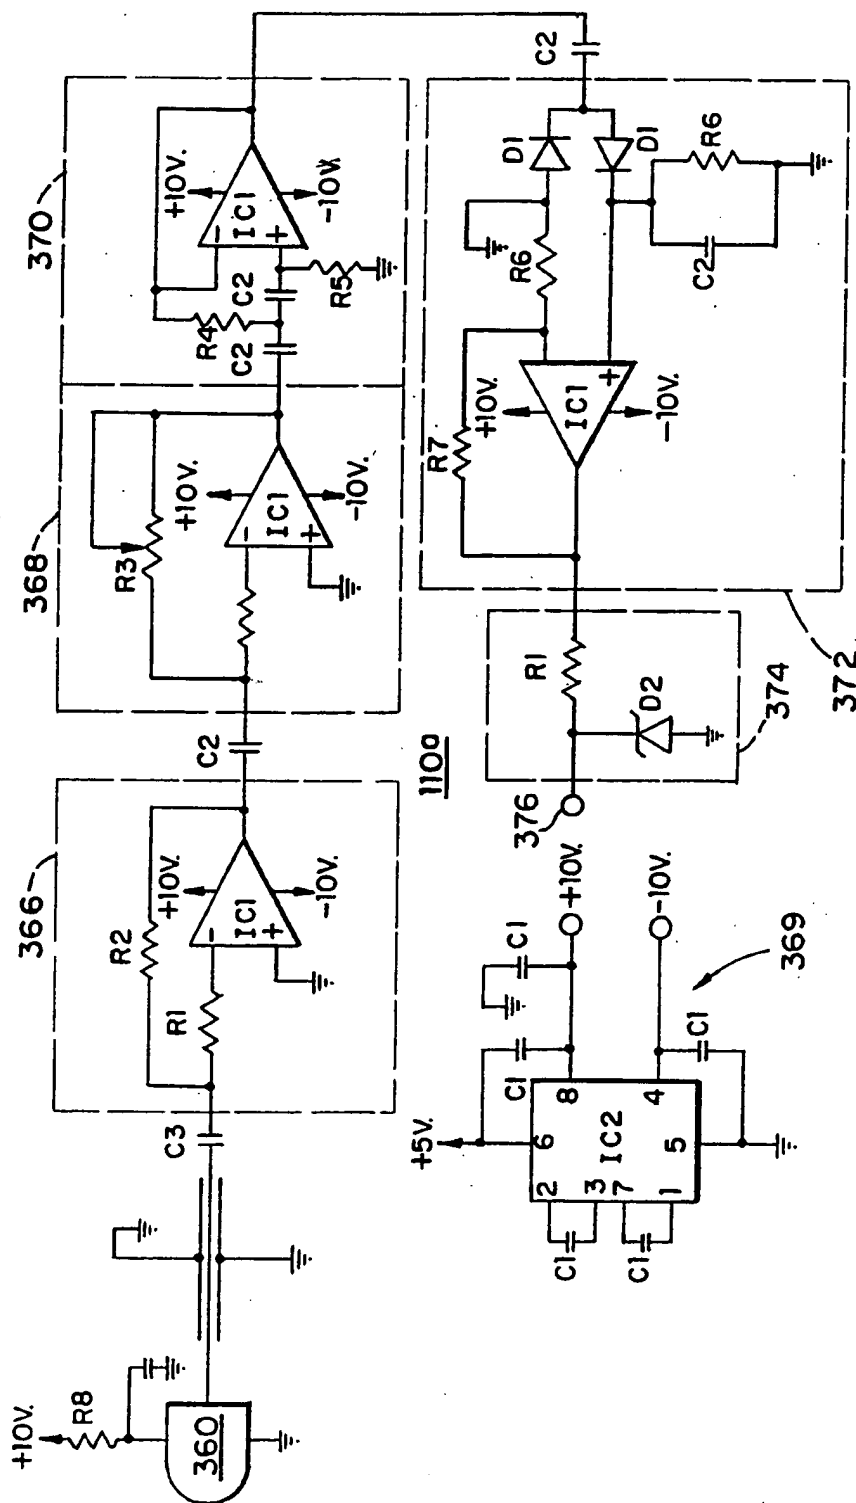 +10V.
R8
360
C3
366
R2
R1
+10V.
-
IC1
+
-10V.
C2
368
R3
+10V.
-
IC1
+
-10V.
370
R4
C2
C2
R5
+10V.
-
IC1
+
-10V.
C2
110a
D1
D1
R6
R6
C2
R7
+10V.
IC1
+
-10V.
372
R1
D2
374
376
+5V.
C1
C1
+10V.
-10V.
C1
369
2
6
8
3
IC2
7
1
5
4
C1
C1